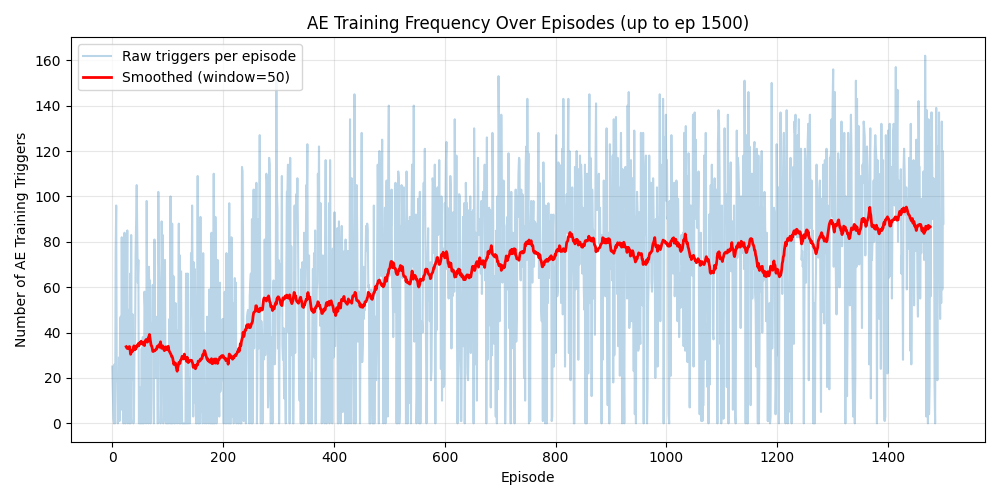 AE Training Frequency Over Episodes (up to ep 1500)
Raw triggers per episode
Smoothed (window=50)
Number of AE Training Triggers
160
140
120
100
80
60
40
20
0
0 200 400 600 800 1000 1200 1400
Episode